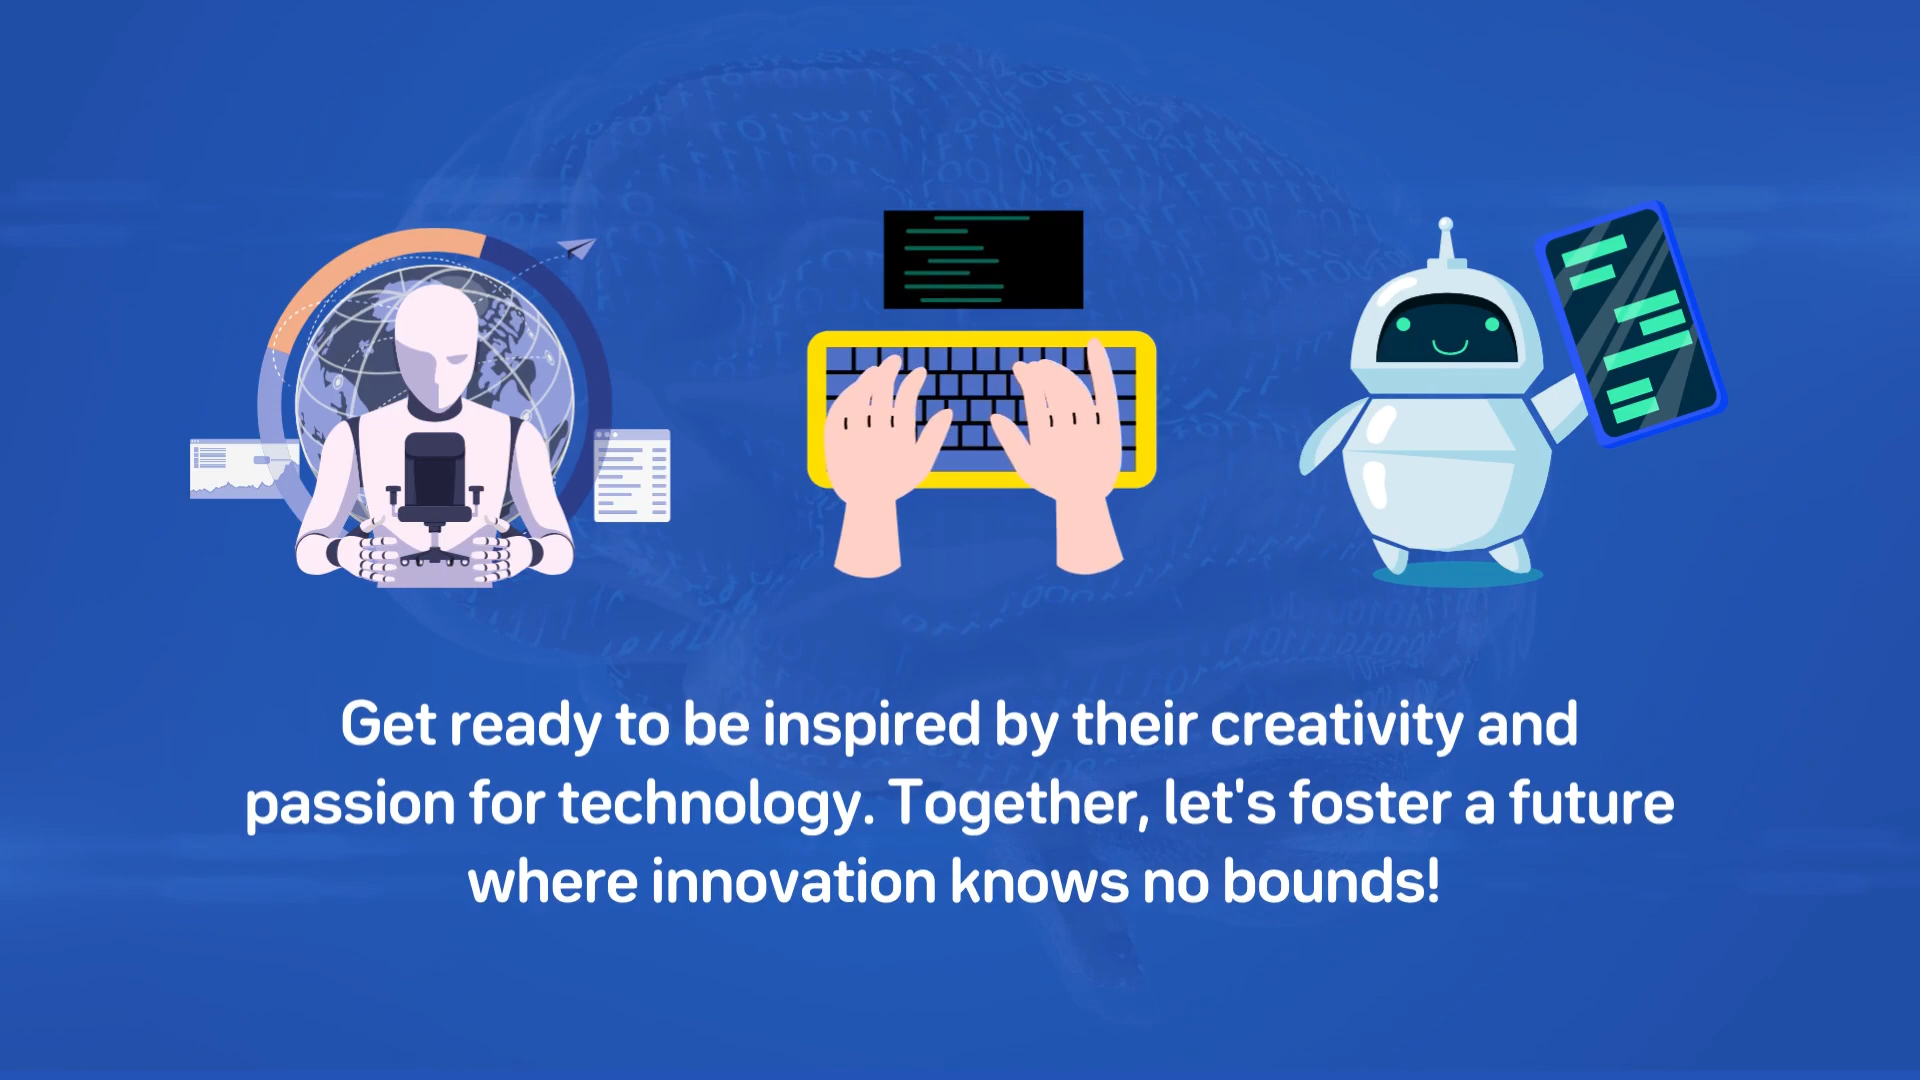 Get ready to be inspired by their creativity and
passion for technology. Together, let's foster a future
where innovation knows no bounds!